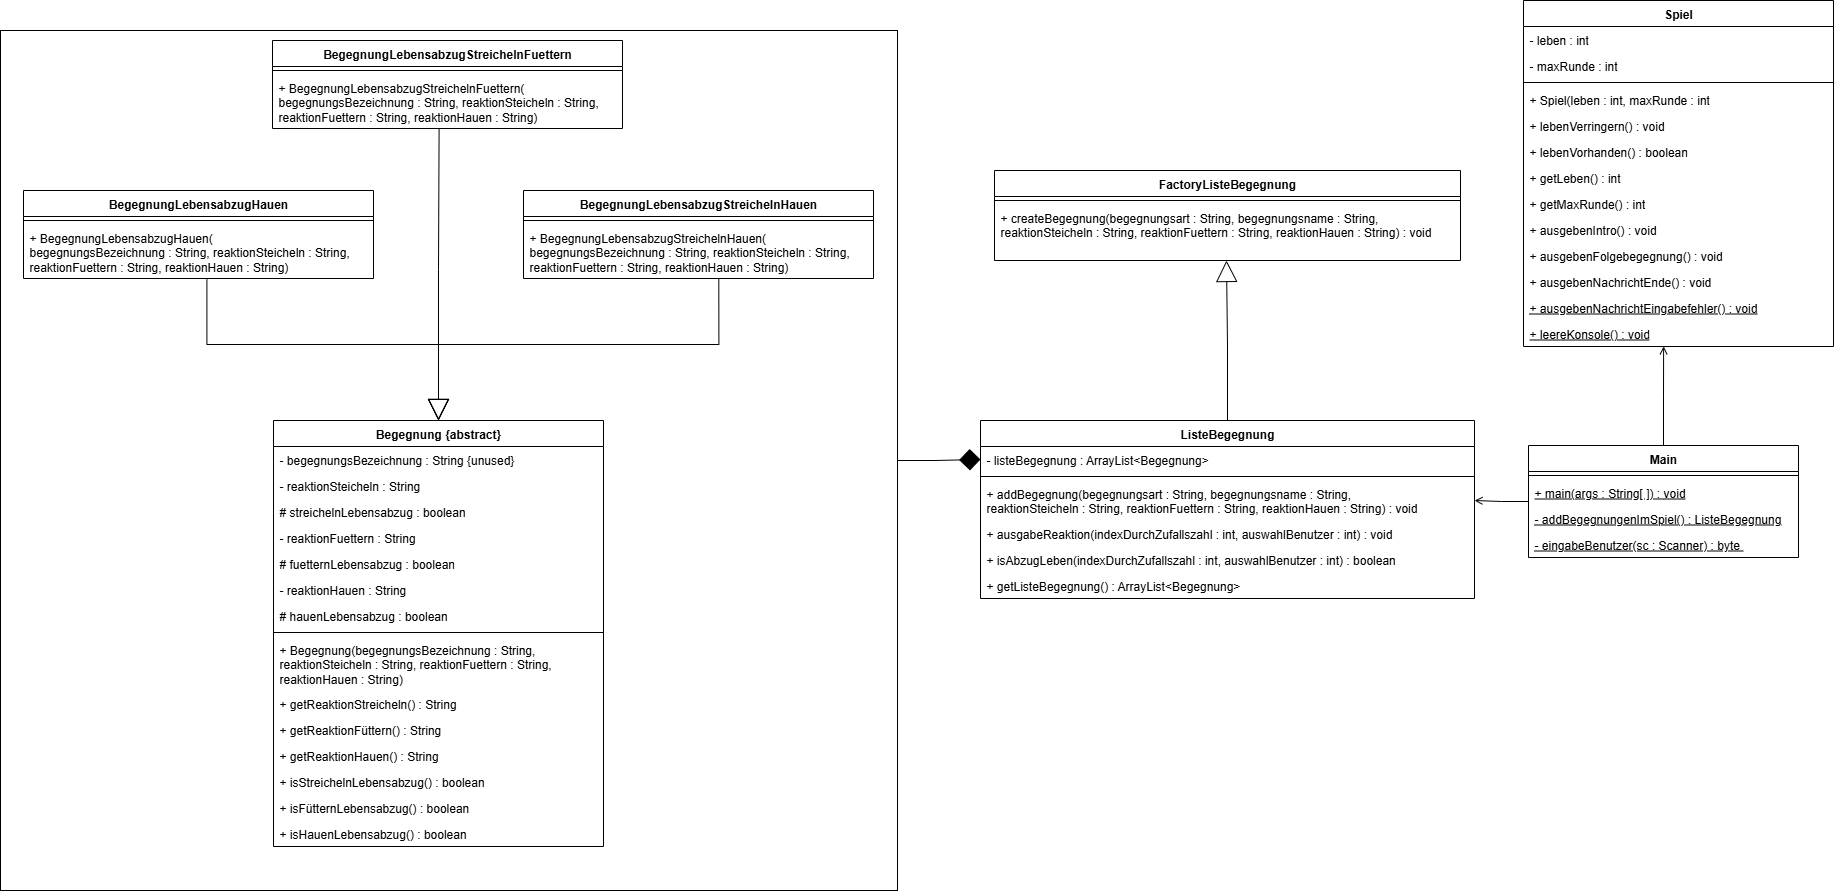 BegegnungLebensabzugStreichelnFuettern
+ BegegnungLebensabzugStreichelnFuettern(
begegnungsBezeichnung : String, reaktionSteicheln : String,
reaktionFuettern : String, reaktionHauen : String)
BegegnungLebensabzugHauen
+ BegegnungLebensabzugHauen(
begegnungsBezeichnung : String, reaktionSteicheln : String,
reaktionFuettern : String, reaktionHauen : String)
BegegnungLebensabzugStreichelnHauen
+ BegegnungLebensabzugStreichelnHauen(
begegnungsBezeichnung : String, reaktionSteicheln : String,
reaktionFuettern : String, reaktionHauen : String)
Begegnung {abstract}
- begegnungsBezeichnung : String {unused}
- reaktionSteicheln : String
# streichelnLebensabzug : boolean
- reaktionFuettern : String
# fuetternLebensabzug : boolean
- reaktionHauen : String
# hauenLebensabzug : boolean
+ Begegnung(begegnungsBezeichnung : String,
reaktionSteicheln : String, reaktionFuettern : String,
reaktionHauen : String)
+ getReaktionStreicheln() : String
+ getReaktionFüttern() : String
+ getReaktionHauen() : String
+ isStreichelnLebensabzug() : boolean
+ isFütternLebensabzug() : boolean
+ isHauenLebensabzug() : boolean
FactoryListeBegegnung
+ createBegegnung(begegnungsart : String, begegnungsname : String,
reaktionSteicheln : String, reaktionFuettern : String, reaktionHauen : String) : void
ListeBegegnung
- listeBegegnung : ArrayList<Begegnung>
+ addBegegnung(begegnungsart : String, begegnungsname : String,
reaktionSteicheln : String, reaktionFuettern : String, reaktionHauen : String) : void
+ ausgabeReaktion(indexDurchZufallszahl : int, auswahlBenutzer : int) : void
+ isAbzugLeben(indexDurchZufallszahl : int, auswahlBenutzer : int) : boolean
+ getListeBegegnung() : ArrayList<Begegnung>
Spiel
- leben : int
- maxRunde : int
+ Spiel(leben : int, maxRunde : int
+ lebenVerringern() : void
+ lebenVorhanden() : boolean
+ getLeben() : int
+ getMaxRunde() : int
+ ausgebenIntro() : void
+ ausgebenFolgebegegnung() : void
+ ausgebenNachrichtEnde() : void
+ ausgebenNachrichtEingabefehler() : void
+ leereKonsole() : void
Main
+ main(args : String[ ]) : void
- addBegegnungenImSpiel() : ListeBegegnung
- eingabeBenutzer(sc : Scanner) : byte